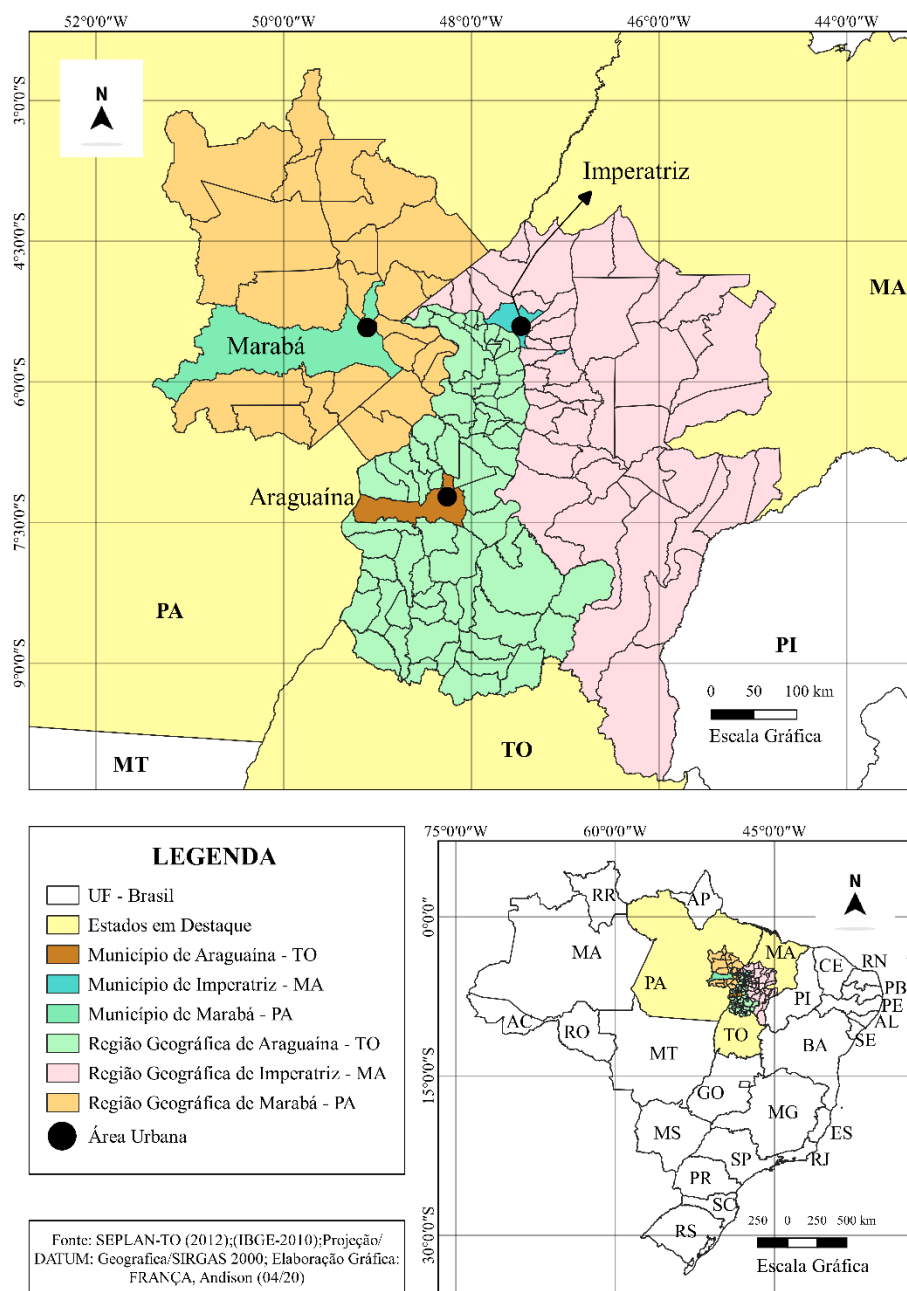 52°0'0"W 50°0'0"W 48°0'0"W 46°0'0"W 44°0'0"W
3°0'0"S
4°30'0"S
6°0'0"S
7°30'0"S
9°0'0"S
N
Imperatriz
MA
Marabá
Araguaína
PA
PI
0 50 100 km
Escala Gráfica
TO
MT
LEGENDA
UF - Brasil
Estados em Destaque
Município de Araguaína - TO
Município de Imperatriz - MA
Município de Marabá - PA
Região Geográfica de Araguaína - TO
Região Geográfica de Imperatriz - MA
Região Geográfica de Marabá - PA
Área Urbana
Fonte: SEPLAN-TO (2012);(IBGE-2010);Projeção/
DATUM: Geografica/SIRGAS 2000; Elaboração Gráfica:
FRANÇA, Andison (04/20)
75°0'0"W 60°0'0"W 45°0'0"W
0°0'0"
15°0'0"S
30°0'0"S
N
RR
AP
MA
PA
MA
CE
RN
PB
PE
AL
SE
PI
AC
RO
TO
BA
MT
GO
MG
ES
MS
SP
RJ
PR
SC
RS
250 0 250 500 km
Escala Gráfica